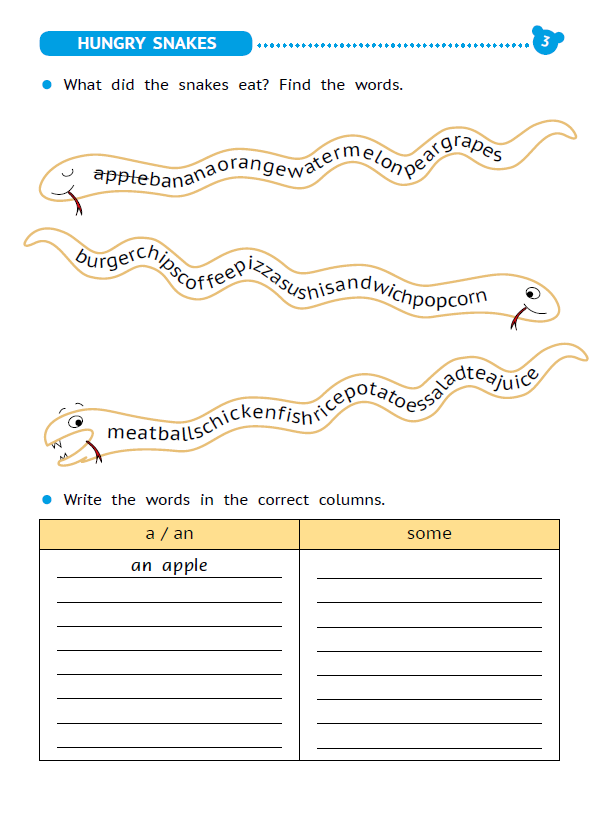 HUNGRY SNAKES
3
What did the snakes eat? Find the words.
applebananaorangewatermelonpeargrapes
burgerchipscoffeepizzasushisandwichpopcorn
meatballschickenfishricepotatoessaladteajuice
Write the words in the correct columns.
a / an
some
an apple